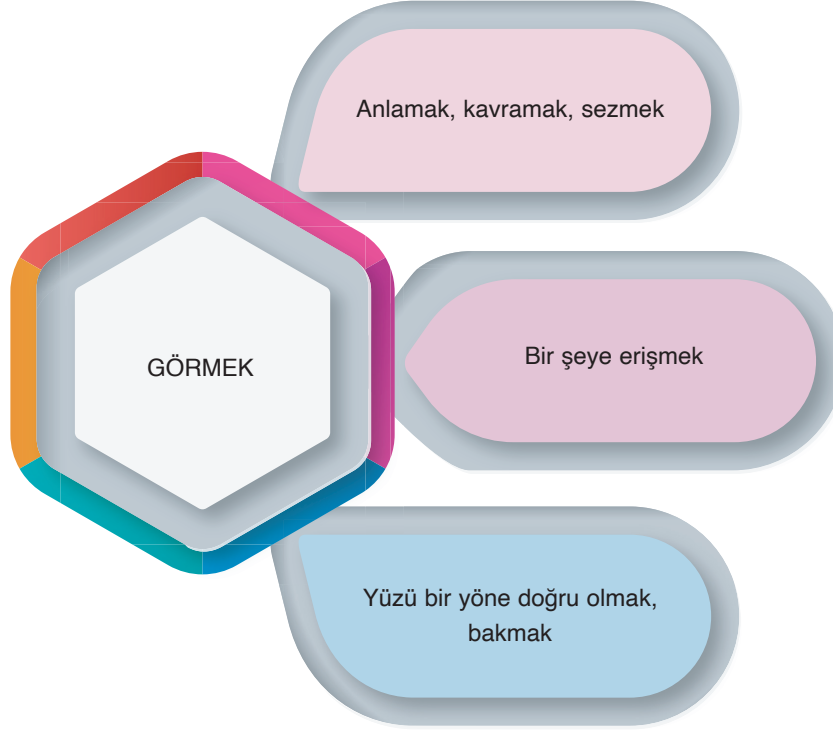 Anlamak, kavramak, sezmek
GÖRMEK
Bir şeye erişmek
Yüzü bir yöne doğru olmak,
bakmak